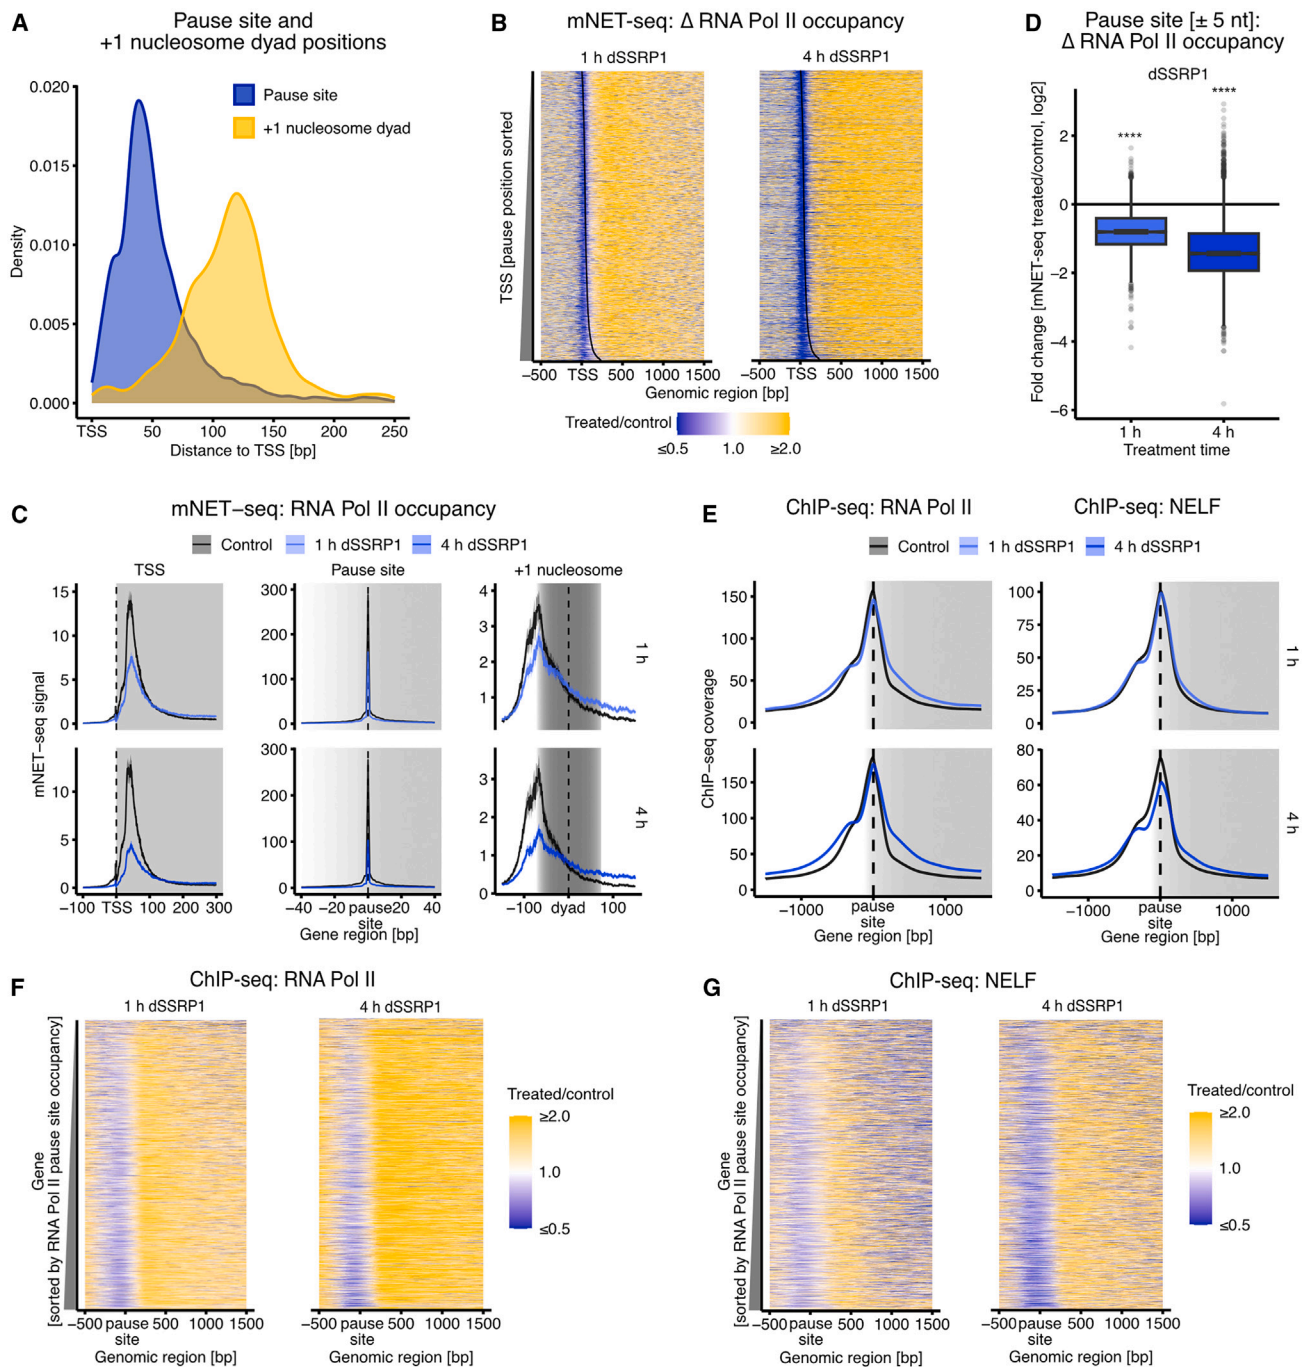 A
Pause site and
+1 nucleosome dyad positions
Pause site
+1 nucleosome dyad
Density
0.020
0.015
0.010
0.005
0.000
TSS 50 100 150 200 250
Distance to TSS [bp]
B
mNET-seq: Δ RNA Pol II occupancy
1 h dSSRP1
4 h dSSRP1
TSS [pause position sorted
−500 TSS 500 1000 1500
−500 TSS 500 1000 1500
Genomic region [bp]
Treated/control
≤0.5 1.0 ≥2.0
D
Pause site [± 5 nt]:
Δ RNA Pol II occupancy
dSSRP1
****
****
Fold change [mNET-seq treated/control, log2]
2
0
−2
−4
−6
1 h 4 h
Treatment time
C
mNET−seq: RNA Pol II occupancy
Control 1 h dSSRP1 4 h dSSRP1
TSS
Pause site
+1 nucleosome
mNET−seq signal
15
10
5
0
300
200
100
0
4
3
2
1
1 h
10
5
0
300
200
100
0
3
2
1
0
4 h
−100 TSS 100 200 300
−40 −20 pause 20 40
site
−100 dyad 100
Gene region [bp]
E
ChIP-seq: RNA Pol II
ChIP-seq: NELF
Control 1 h dSSRP1 4 h dSSRP1
ChIP−seq coverage
150
100
50
0
100
75
50
25
0
1 h
150
100
50
0
80
60
40
20
0
4 h
−1000 pause 1000
site
Gene region [bp]
−1000 pause 1000
site
Gene region [bp]
F
ChIP-seq: RNA Pol II
1 h dSSRP1
4 h dSSRP1
Gene
[sorted by RNA Pol II pause site occupancy]
−500 pause 500 1000 1500
site
Genomic region [bp]
−500 pause 500 1000 1500
site
Genomic region [bp]
Treated/control
≥2.0
1.0
≤0.5
G
ChIP-seq: NELF
1 h dSSRP1
4 h dSSRP1
Gene
[sorted by RNA Pol II pause site occupancy]
−500 pause 500 1000 1500
site
Genomic region [bp]
−500 pause 500 1000 1500
site
Genomic region [bp]
Treated/control
≥2.0
1.0
≤0.5